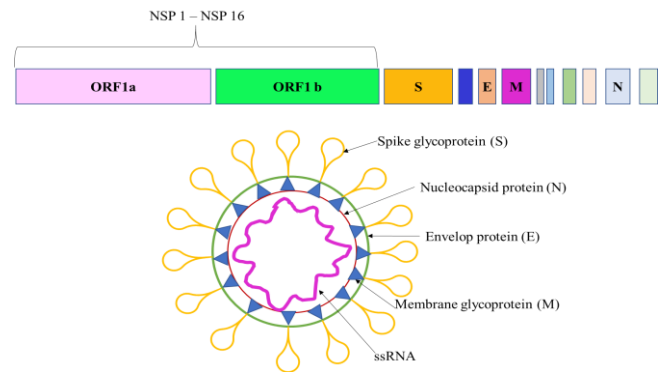 NSP 1 – NSP 16
ORF1a ORF1 b S E M N
Spike glycoprotein (S)
Nucleocapsid protein (N)
Envelop protein (E)
Membrane glycoprotein (M)
ssRNA